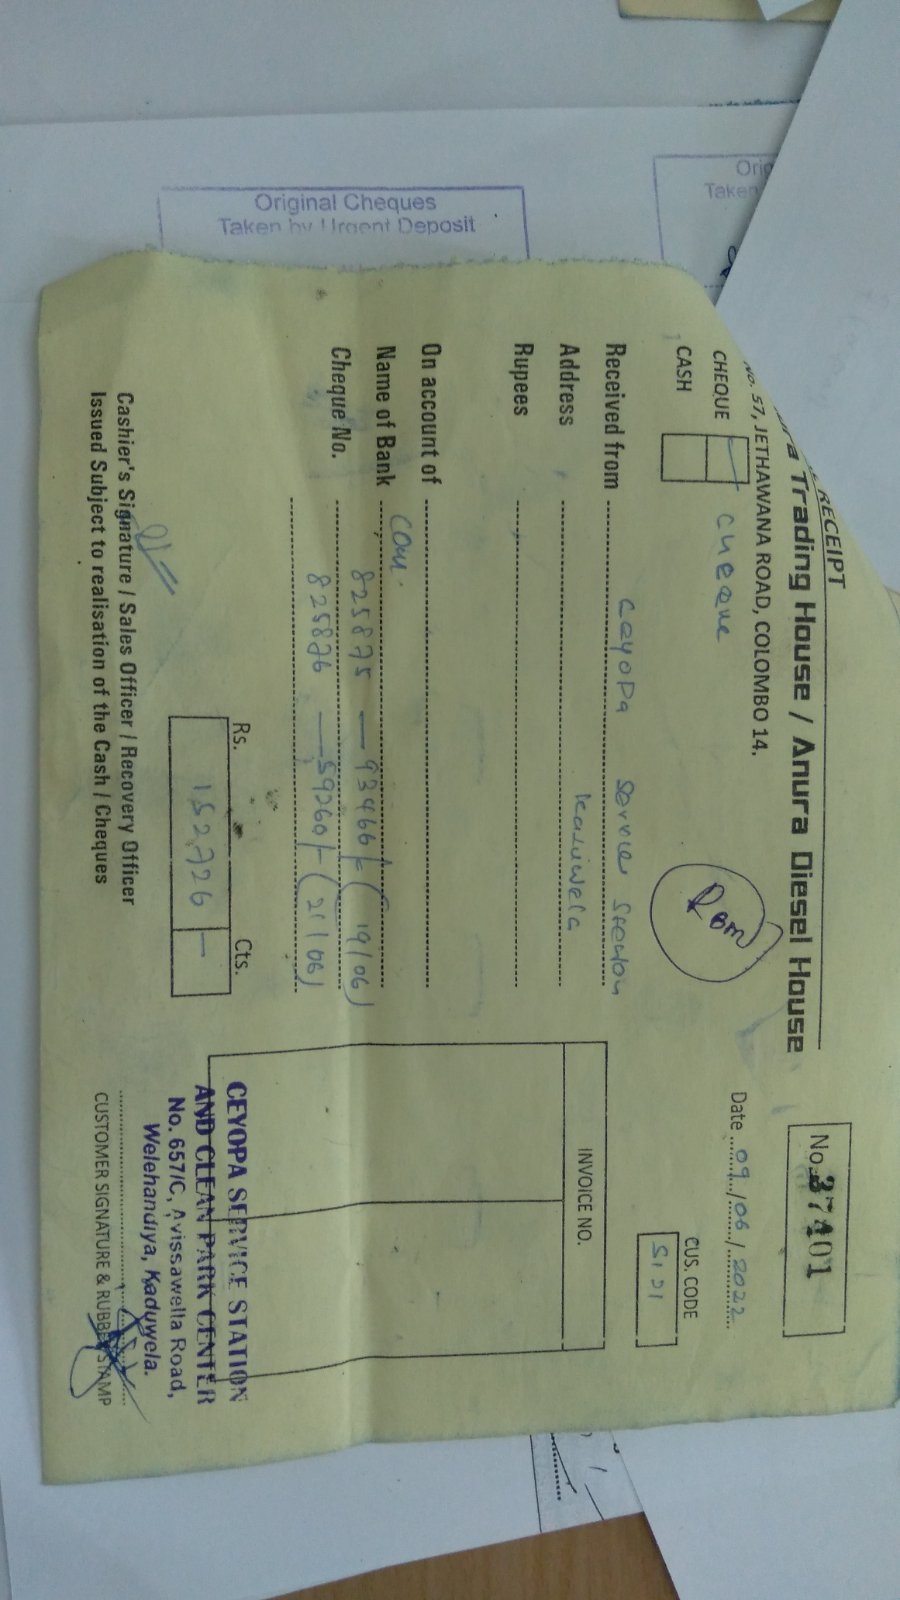 RECEIPT
Trading House / Anura Diesel House
No. 57, JETHAWANA ROAD, COLOMBO 14.
No 37401
CHEQUE cheque
CASH
Date 09/06/2022
CUS. CODE
5101
Rom
Received from ceyopa service station
Address kaduwela
Rupees
On account of
Name of Bank com.
Cheque No. 825875 — 93466/= (19/06)
825876 — 59260/- (21/06)
INVOICE NO.
Rs. Cts.
152726 —
Cashier's Signature / Sales Officer / Recovery Officer
Issued Subject to realisation of the Cash / Cheques
CEYOPA SERVICE STATION
AND CLEAN PARK CENTER
No. 657/C, Avissawella Road,
Welehandiya, Kaduwela.
CUSTOMER SIGNATURE & RUBBER STAMP
Original Cheques
Taken by Urgent Deposit
Taken